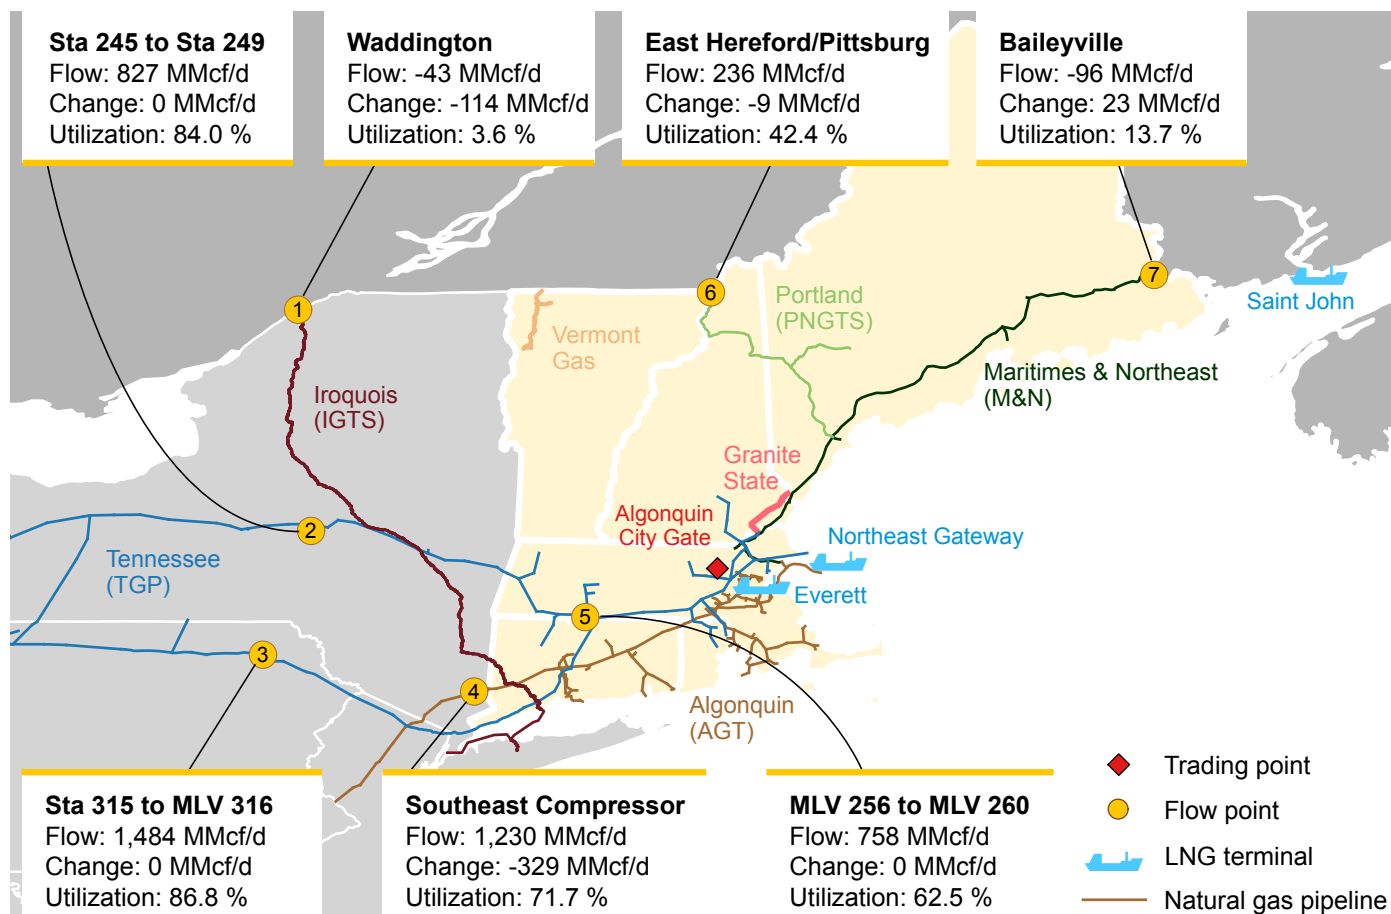 Sta 245 to Sta 249
Flow: 827 MMcf/d
Change: 0 MMcf/d
Utilization: 84.0 %
Waddington
Flow: -43 MMcf/d
Change: -114 MMcf/d
Utilization: 3.6 %
East Hereford/Pittsburg
Flow: 236 MMcf/d
Change: -9 MMcf/d
Utilization: 42.4 %
Baileyville
Flow: -96 MMcf/d
Change: 23 MMcf/d
Utilization: 13.7 %
1
6
7
Saint John
Portland
(PNGTS)
Vermont
Gas
Maritimes & Northeast
(M&N)
Iroquois
(IGTS)
Granite
State
Algonquin
City Gate
2
Northeast Gateway
Tennessee
(TGP)
Everett
5
3
4
Algonquin
(AGT)
Sta 315 to MLV 316
Flow: 1,484 MMcf/d
Change: 0 MMcf/d
Utilization: 86.8 %
Southeast Compressor
Flow: 1,230 MMcf/d
Change: -329 MMcf/d
Utilization: 71.7 %
MLV 256 to MLV 260
Flow: 758 MMcf/d
Change: 0 MMcf/d
Utilization: 62.5 %
Trading point
Flow point
LNG terminal
Natural gas pipeline